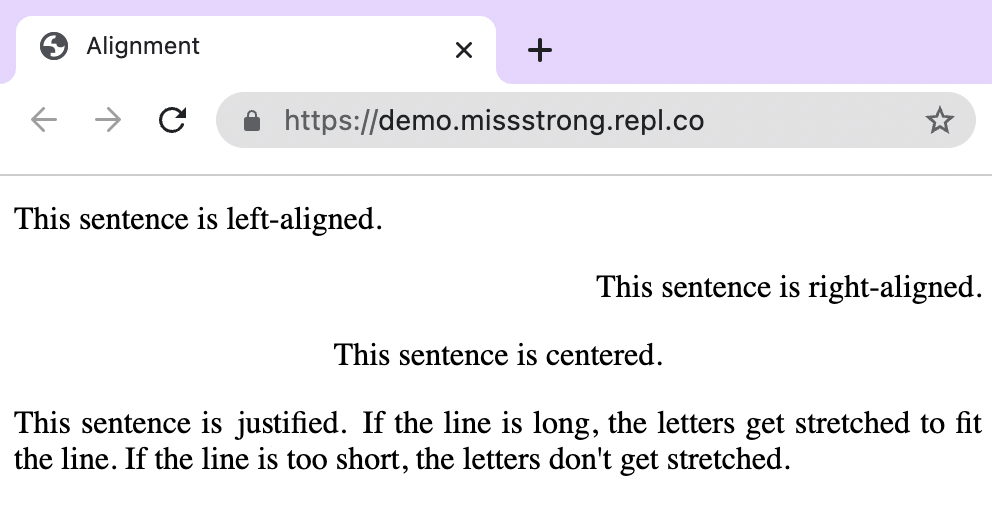 Alignment
https://demo.missstrong.repl.co
This sentence is left-aligned.
This sentence is right-aligned.
This sentence is centered.
This sentence is justified. If the line is long, the letters get stretched to fit
the line. If the line is too short, the letters don't get stretched.